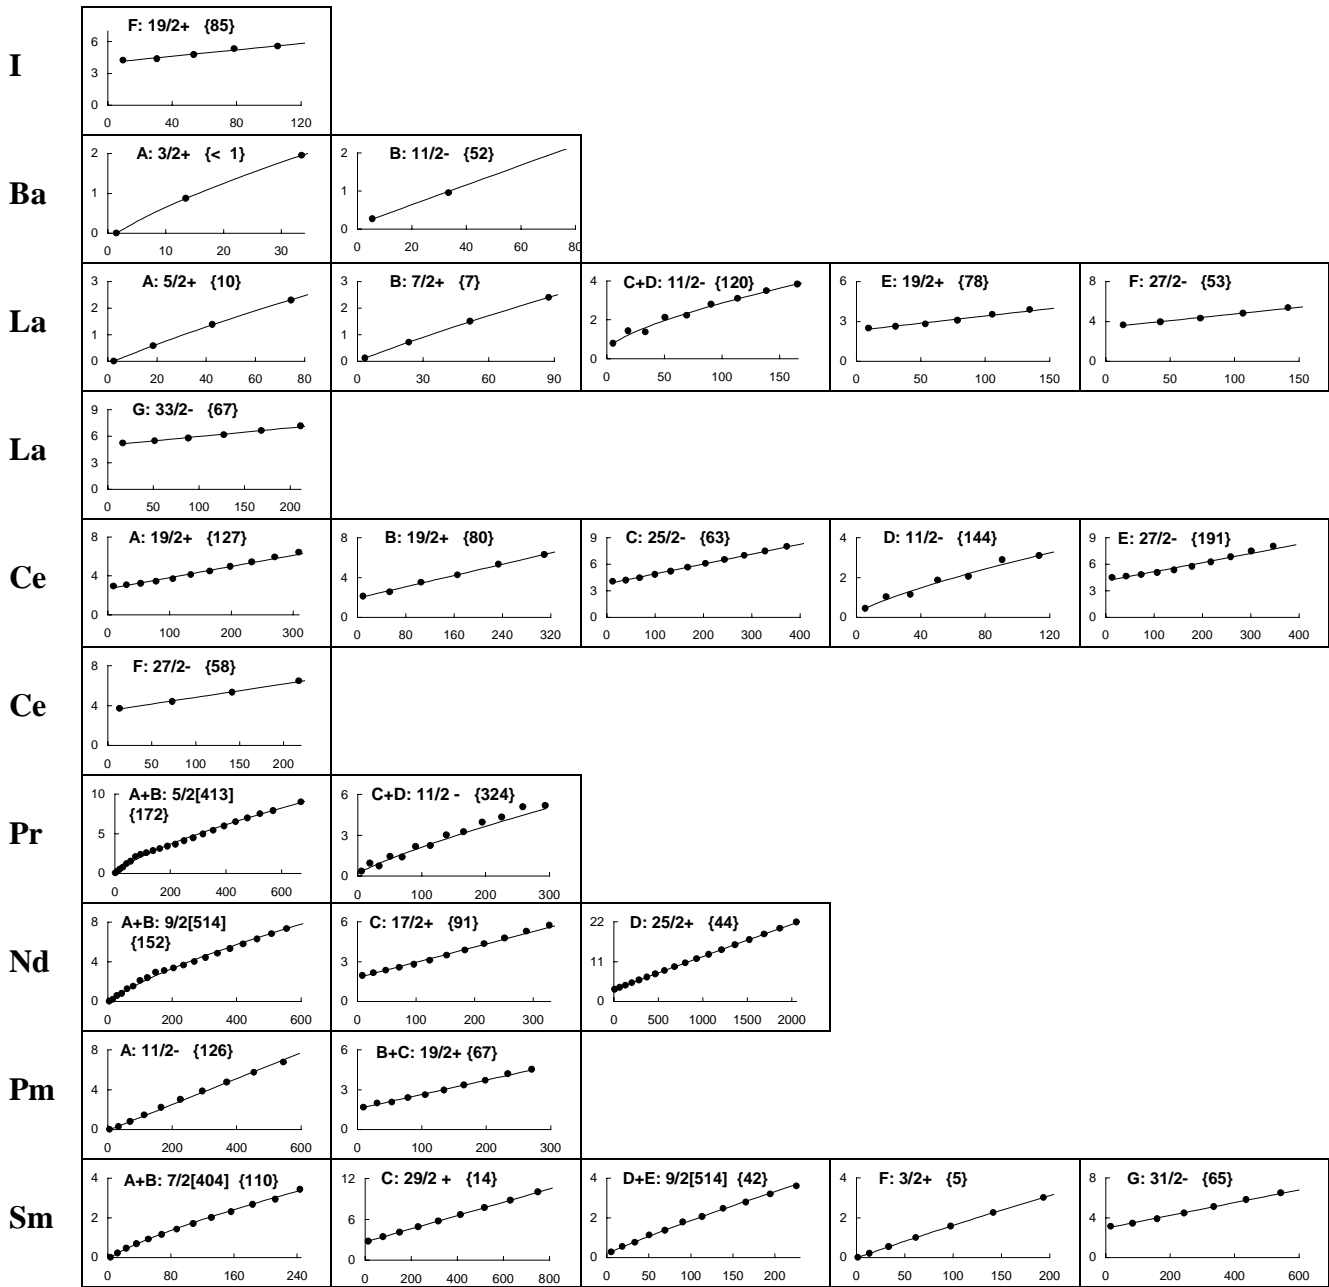 I
F: 19/2+ {85}
6
3
0
0 40 80 120
Ba
A: 3/2+ {< 1}
2
1
0
0 10 20 30
B: 11/2- {52}
2
1
0
0 20 40 60 80
La
A: 5/2+ {10}
3
2
1
0
0 20 40 60 80
B: 7/2+ {7}
3
2
1
0
0 30 60 90
C+D: 11/2- {120}
4
2
0
0 50 100 150
E: 19/2+ {78}
6
3
0
0 50 100 150
F: 27/2- {53}
8
4
0
0 50 100 150
La
G: 33/2- {67}
9
6
3
0
0 50 100 150 200
Ce
A: 19/2+ {127}
8
4
0
0 100 200 300
B: 19/2+ {80}
8
4
0
0 80 160 240 320
C: 25/2- {63}
9
6
3
0
0 100 200 300 400
D: 11/2- {144}
4
2
0
0 40 80 120
E: 27/2- {191}
9
6
3
0
0 100 200 300 400
Ce
F: 27/2- {58}
8
4
0
0 50 100 150 200
Pr
A+B: 5/2[413]
{172}
10
5
0
0 200 400 600
C+D: 11/2 - {324}
6
3
0
0 100 200 300
Nd
A+B: 9/2[514]
{152}
8
4
0
0 200 400 600
C: 17/2+ {91}
6
3
0
0 100 200 300
D: 25/2+ {44}
22
11
0
0 500 1000 1500 2000
Pm
A: 11/2- {126}
8
4
0
0 200 400 600
B+C: 19/2+ {67}
6
3
0
0 100 200 300
Sm
A+B: 7/2[404] {110}
4
2
0
0 80 160 240
C: 29/2 + {14}
12
6
0
0 200 400 600 800
D+E: 9/2[514] {42}
4
2
0
0 50 100 150 200
F: 3/2+ {5}
4
2
0
0 50 100 150 200
G: 31/2- {65}
8
4
0
0 200 400 600